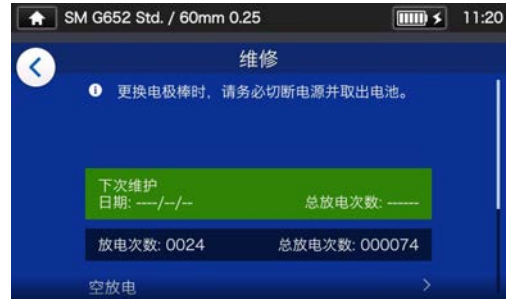 SM G652 Std. / 60mm 0.25 11:20
维修
更换电极棒时，请务必切断电源并取出电池。
下次维护
日期: ----/--/-- 总放电次数: ------
放电次数: 0024 总放电次数: 000074
空放电